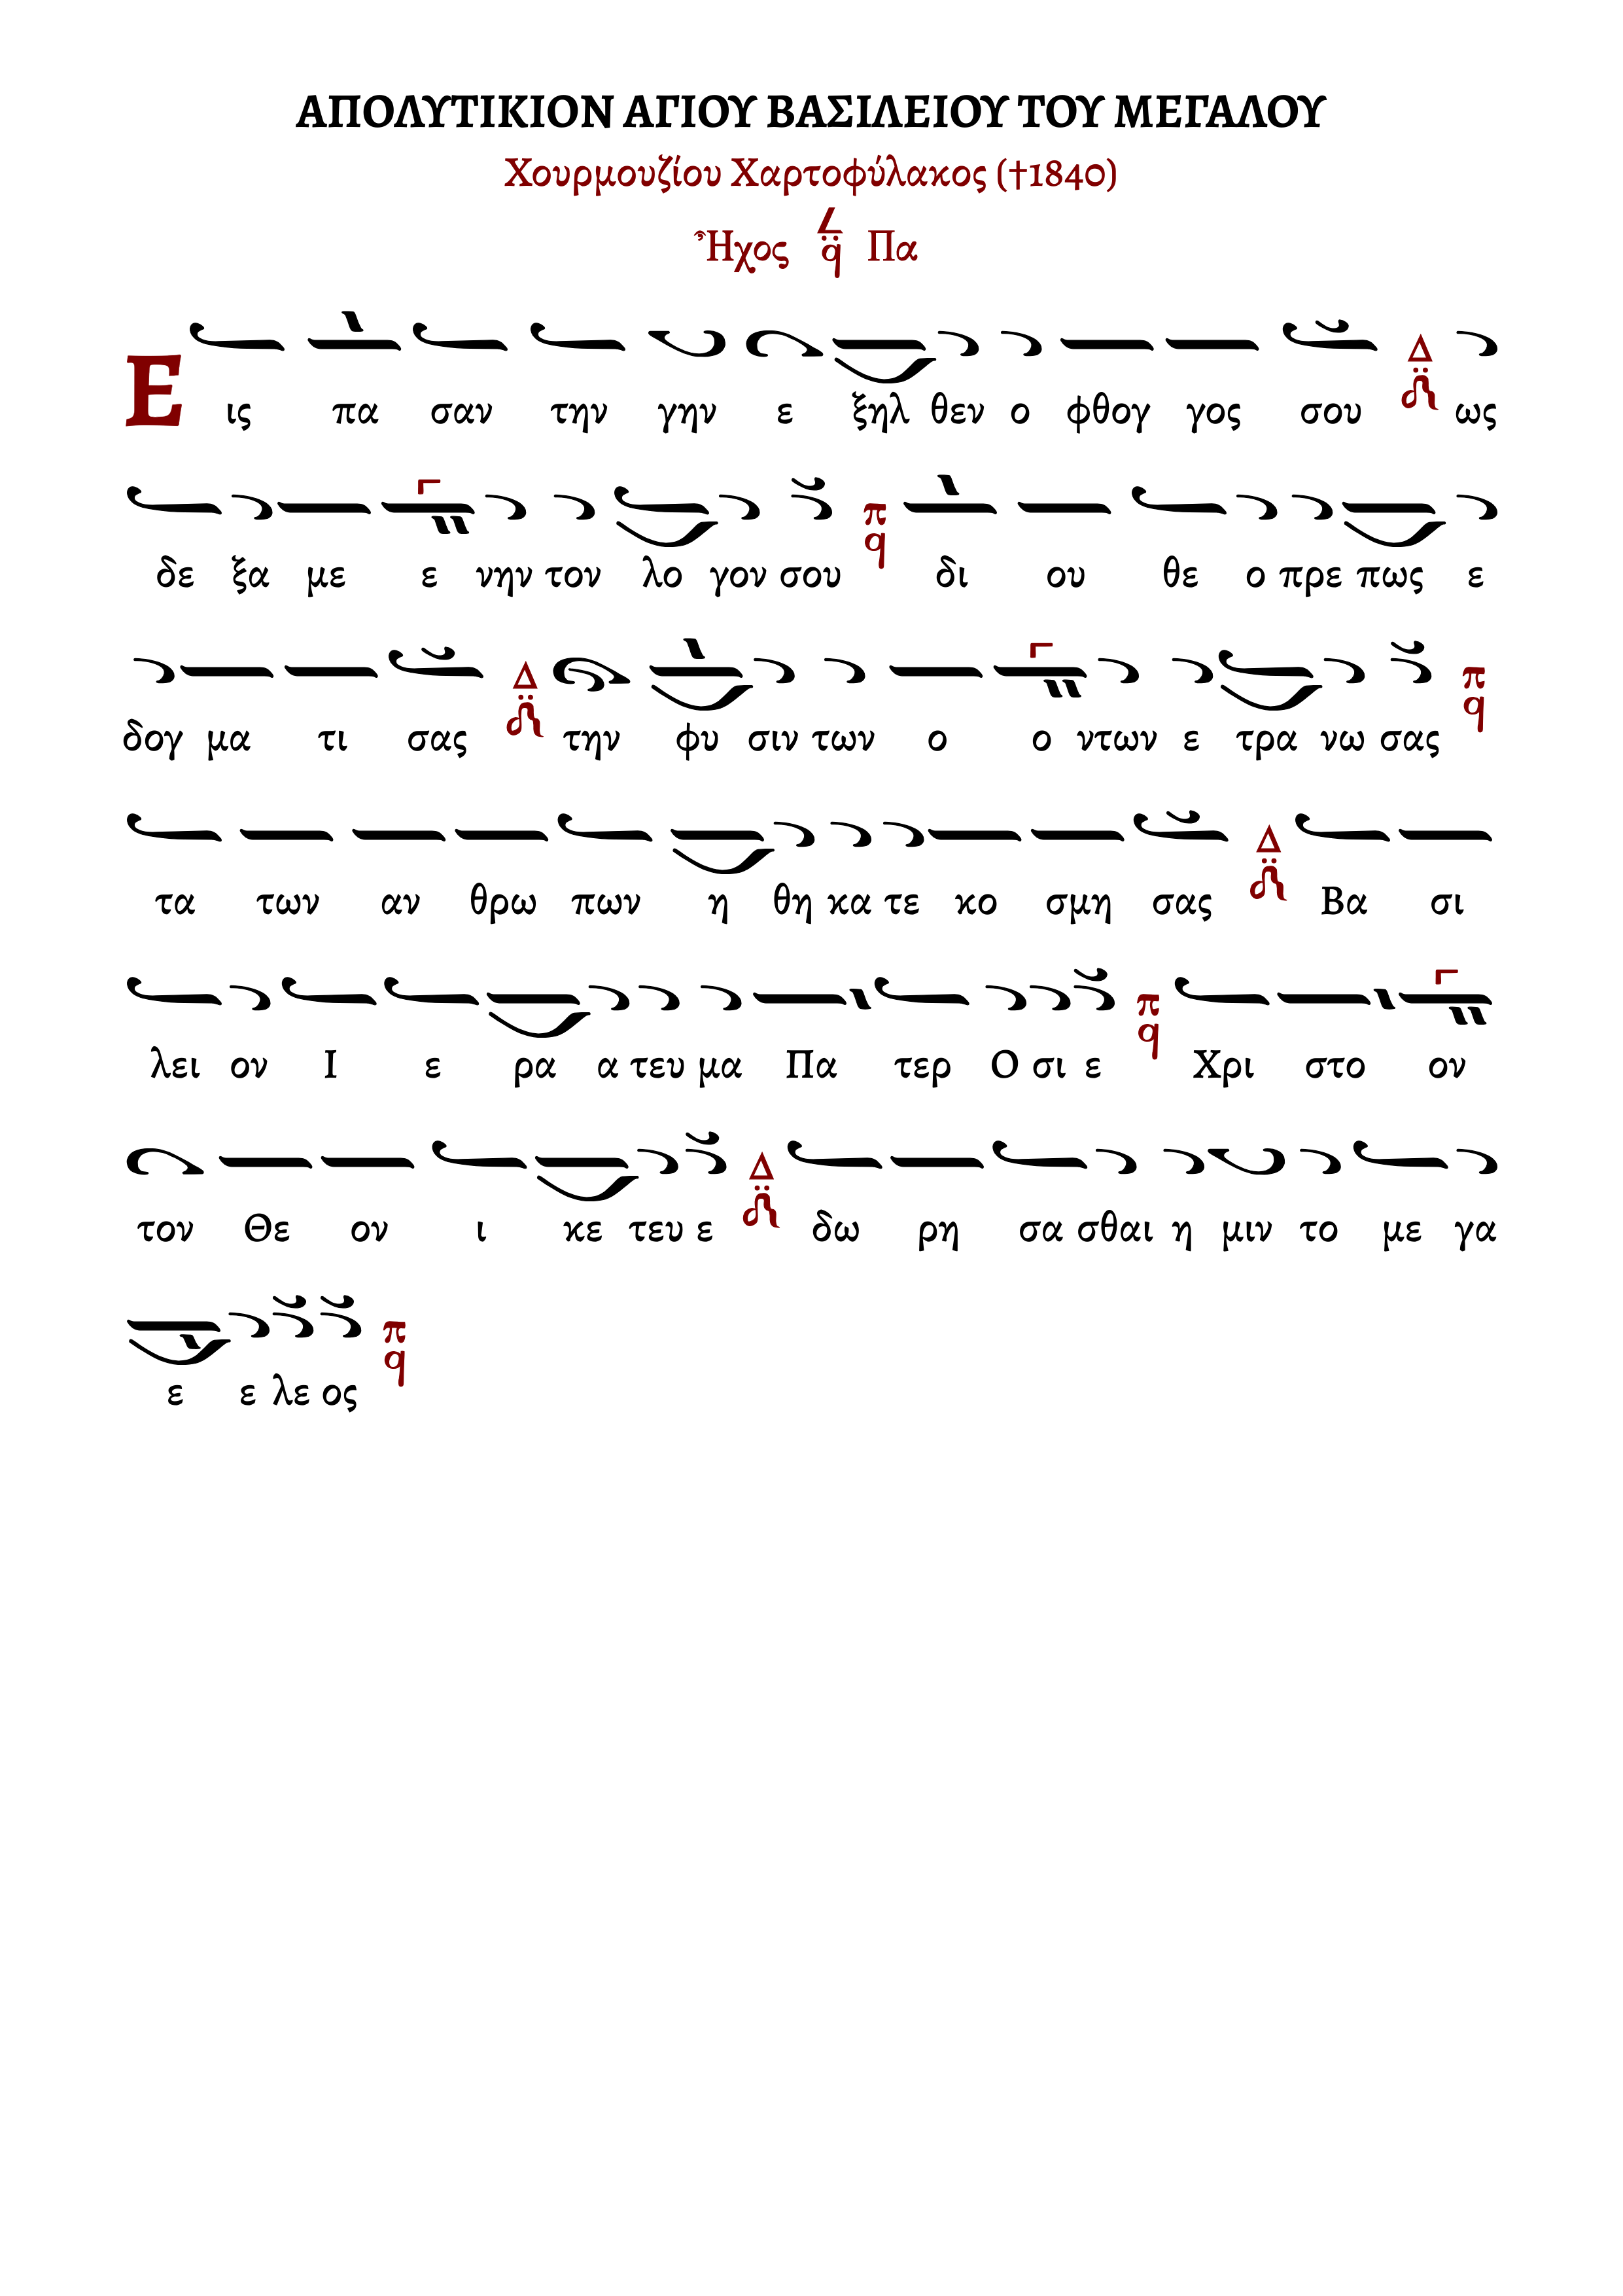 ΑΠΟΛΥΤΙΚΙΟΝ ΑΓΙΟΥ ΒΑΣΙΛΕΙΟΥ ΤΟΥ ΜΕΓΑΛΟΥ
Χουρμουζίου Χαρτοφύλακος (†1840)
Ἦχος Πα
Ε ις πα σαν την γην ε ξηλ θεν ο φθογ γος σου Δ ως
δε ξα με ε νην τον λο γον σου π q δι ου θε ο πρε πως ε
δογ μα τι σας Δ την φυ σιν των ο ο ντων ε τρα νω σας π q
τα των αν θρω πων η θη κα τε κο σμη σας Δ Βα σι
λει ον Ι ε ρα α τευ μα Πα τερ Ο σι ε π q Χρι στο ον
τον Θε ον ι κε τευ ε Δ δω ρη σα σθαι η μιν το με γα
ε ε λε ος π q